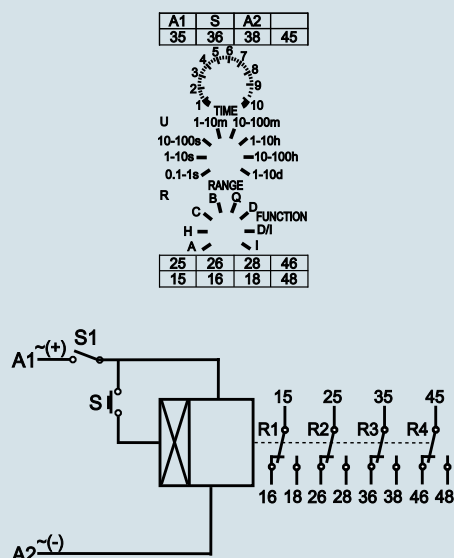 A1 S A2
35 36 38 45
1 2 3 4 5 6 7 8 9 10
TIME
U 1-10m 10-100m
10-100s 1-10h
1-10s 10-100h
0.1-1s 1-10d
RANGE
R B Q
C D FUNCTION
H D/I
A I
25 26 28 46
15 16 18 48
S1
A1 ~(+)
S
15 25 35 45
R1 R2 R3 R4
16 18 26 28 36 38 46 48
A2 ~(-)